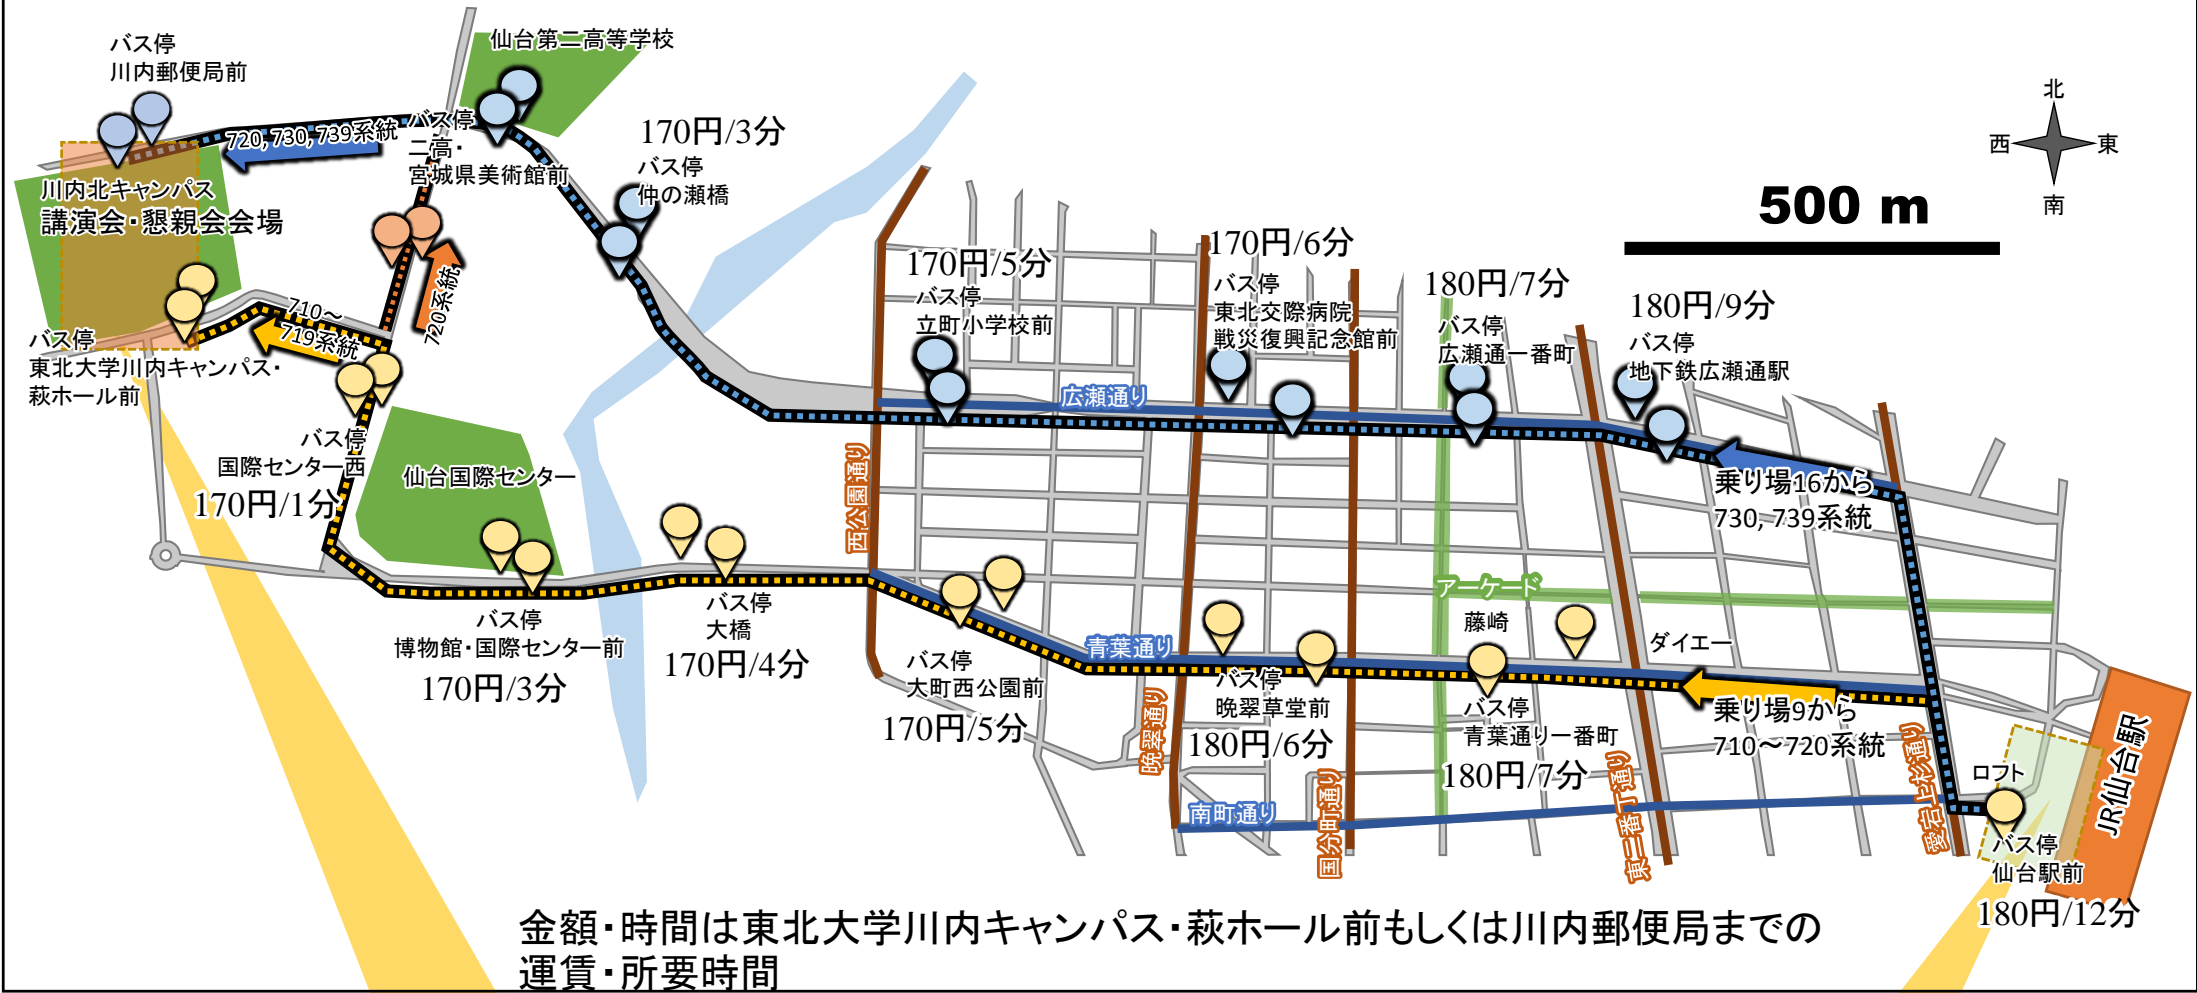 バス停
川内郵便局前
仙台第二高等学校
720, 730, 739系統
バス停
二高・
宮城県美術館前
170円/3分
バス停
仲の瀬橋
北
西
東
南
500 m
川内北キャンパス
講演会・懇親会会場
710～
719系統
720系統
バス停
東北大学川内キャンパス・
萩ホール前
170円/5分
バス停
立町小学校前
170円/6分
バス停
東北交際病院
戦災復興記念館前
180円/7分
バス停
広瀬通一番町
180円/9分
バス停
地下鉄広瀬通駅
広瀬通り
バス停
国際センター西
170円/1分
仙台国際センター
西公園通り
乗り場16から
730, 739系統
アーケード
バス停
博物館・国際センター前
170円/3分
バス停
大橋
170円/4分
バス停
大町西公園前
170円/5分
青葉通り
藤崎
ダイエー
バス停
晩翠草堂前
180円/6分
バス停
青葉通り一番町
180円/7分
乗り場9から
710～720系統
晩翠通り
国分町通り
東二番丁通り
愛宕上杉通り
南町通り
ロフト
JR仙台駅
バス停
仙台駅前
180円/12分
金額・時間は東北大学川内キャンパス・萩ホール前もしくは川内郵便局までの
運賃・所要時間